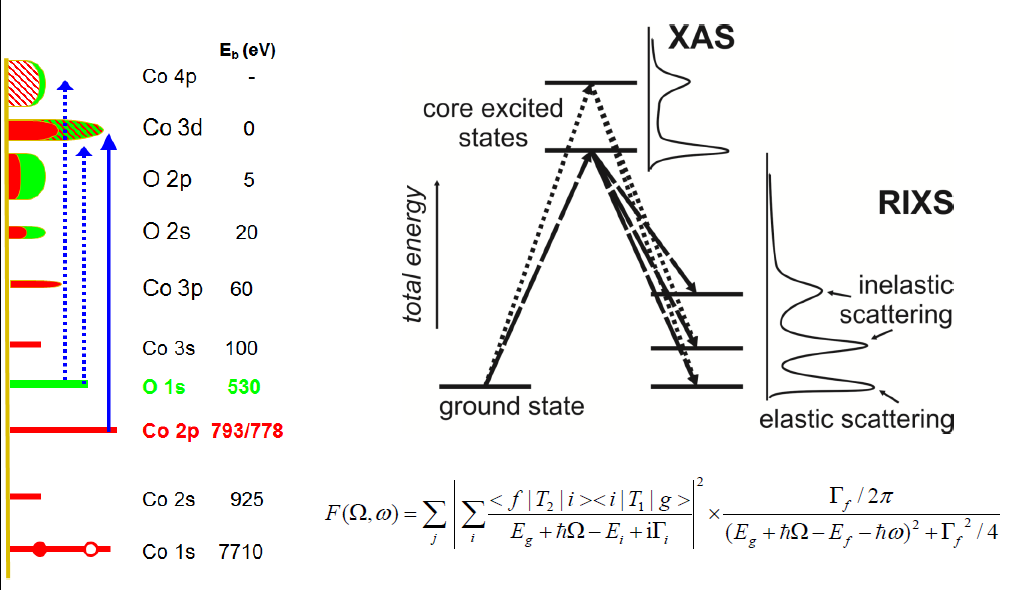 E_b (eV)
Co 4p -
Co 3d 0
O 2p 5
O 2s 20
Co 3p 60
Co 3s 100
O 1s 530
Co 2p 793/778
Co 2s 925
Co 1s 7710
XAS
core excited
states
total energy
ground state
RIXS
inelastic
scattering
elastic scattering
F(Ω,ω) = ∑_j | ∑_i <f|T_2|i><i|T_1|g> / E_g + ℏΩ − E_i + iΓ_i |^2 × Γ_f / 2π / (E_g + ℏΩ − E_f − ℏω)^2 + Γ_f^2 / 4